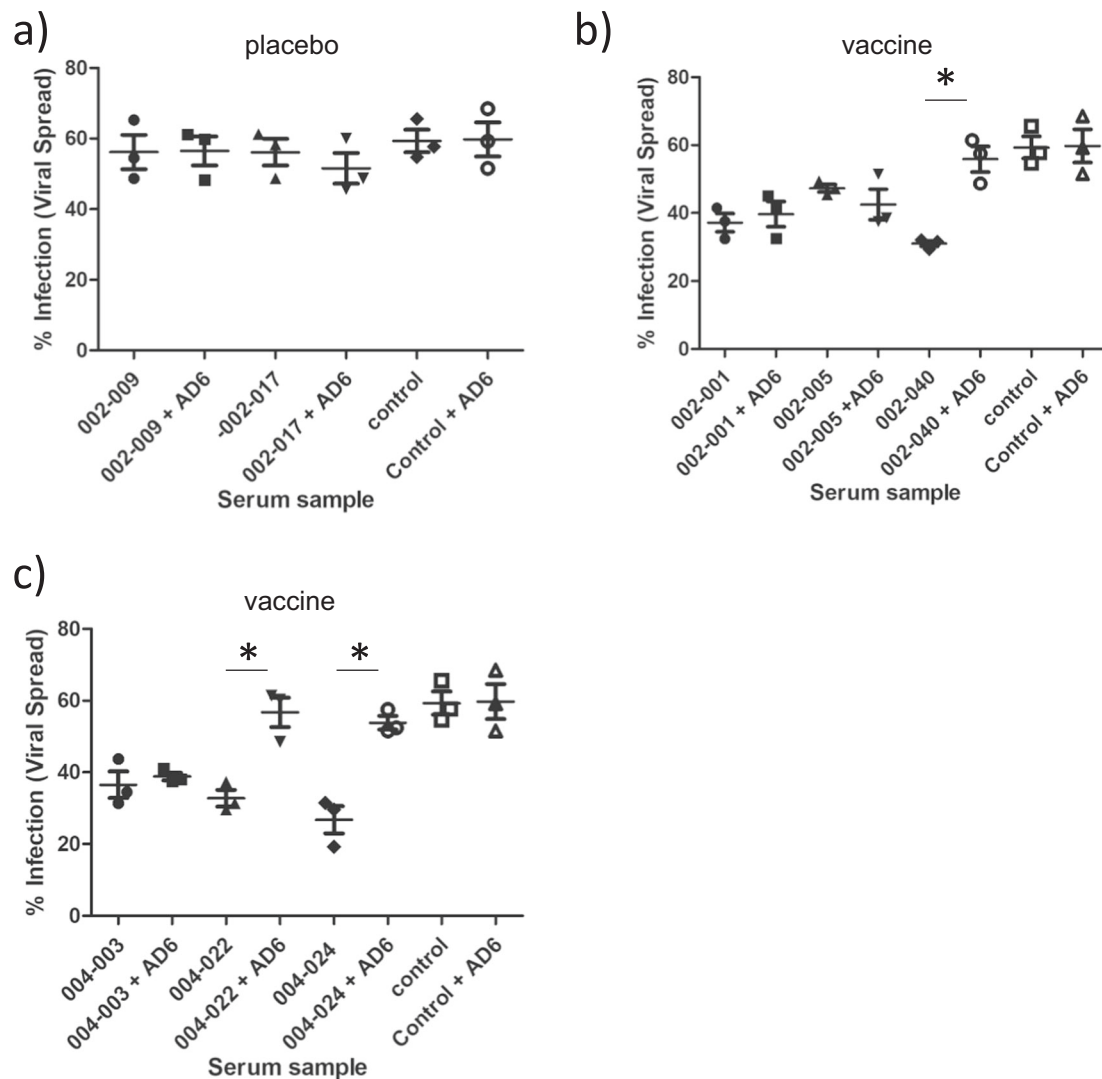 a)
placebo
% Infection (Viral Spread)
80
60
40
20
0
002-009
002-009 + AD6
-002-017
002-017 + AD6
control
Control + AD6
Serum sample
b)
vaccine
*
% Infection (Viral Spread)
80
60
40
20
0
002-001
002-001 + AD6
002-005
002-005 +AD6
002-040
002-040 + AD6
control
Control + AD6
Serum sample
c)
vaccine
*
*
% Infection (Viral Spread)
80
60
40
20
0
004-003
004-003 + AD6
004-022
004-022 + AD6
004-024
004-024 + AD6
control
Control + AD6
Serum sample